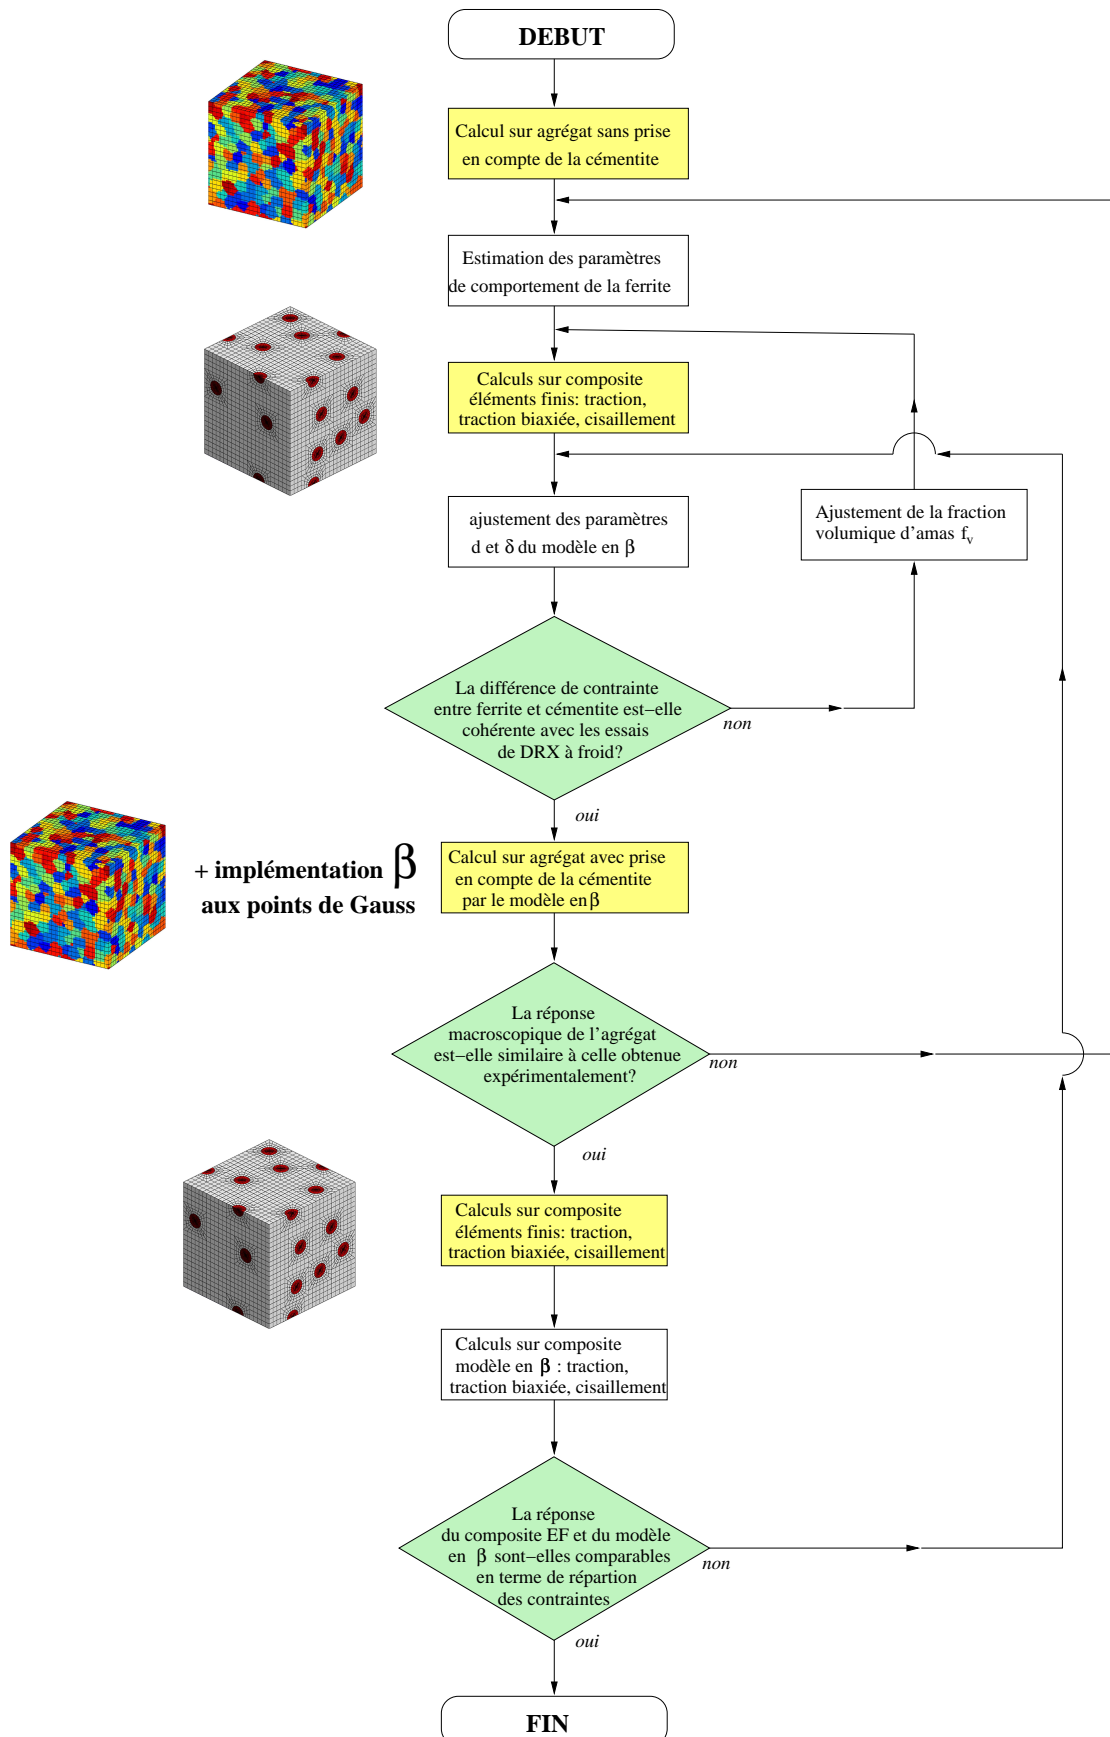 DEBUT
Calcul sur agrégat sans prise
en compte de la cémentite
Estimation des paramètres
de comportement de la ferrite
Calculs sur composite
éléments finis: traction,
traction biaxiée, cisaillement
ajustement des paramètres
d et δ du modèle en β
Ajustement de la fraction
volumique d'amas f_v
La différence de contrainte
entre ferrite et cémentite est−elle
cohérente avec les essais
de DRX à froid?
non
oui
+ implémentation β
aux points de Gauss
Calcul sur agrégat avec prise
en compte de la cémentite
par le modèle en β
La réponse
macroscopique de l'agrégat
est−elle similaire à celle obtenue
expérimentalement?
non
oui
Calculs sur composite
éléments finis: traction,
traction biaxiée, cisaillement
Calculs sur composite
modèle en β : traction,
traction biaxiée, cisaillement
La réponse
du composite EF et du modèle
en β sont−elles comparables
en terme de répartion
des contraintes
non
oui
FIN